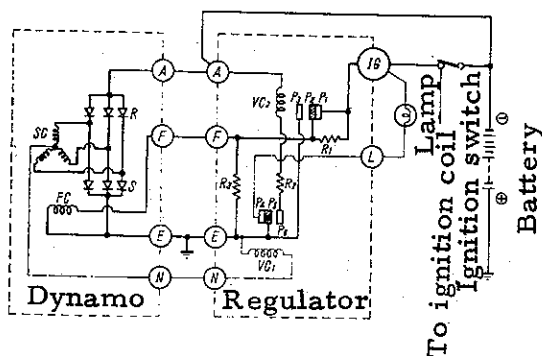 A
A
IG
VC2
P3 P2 P1
SC
R
F
F
R1
L
Lamp
To ignition coil
Ignition switch
⊖
⊕
Battery
S
R2
R3
P4 P5
P6
FC
E
E
VC1
N
N
Dynamo
Regulator